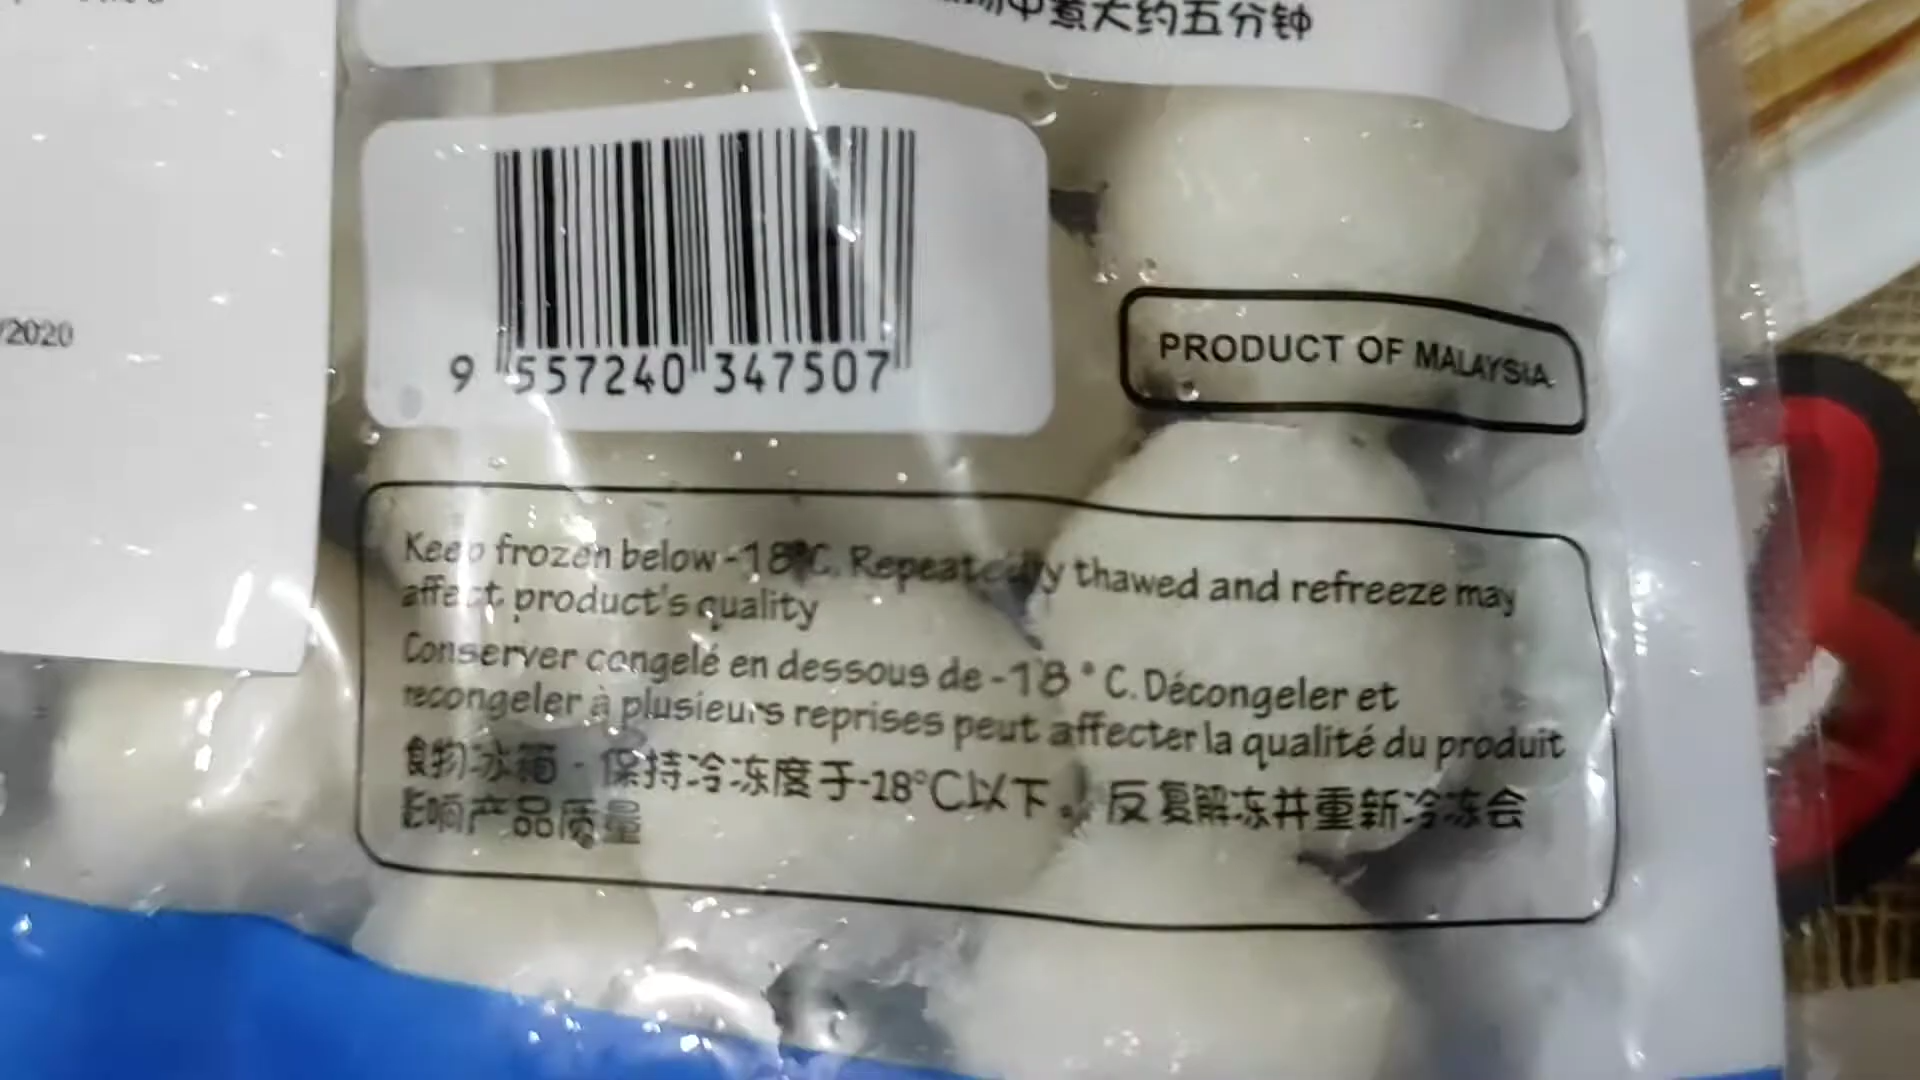 中煮大约五分钟
/2020
9 557240 347507
PRODUCT OF MALAYSIA
Keep frozen below -18°C. Repeatedly thawed and refreeze may
affect product's quality
Conserver congelé en dessous de -18°C. Décongeler et
recongeler à plusieurs reprises peut affecter la qualité du produit
食物冰箱 - 保持冷冻度于-18°C以下。反复解冻并重新冷冻会
影响产品质量